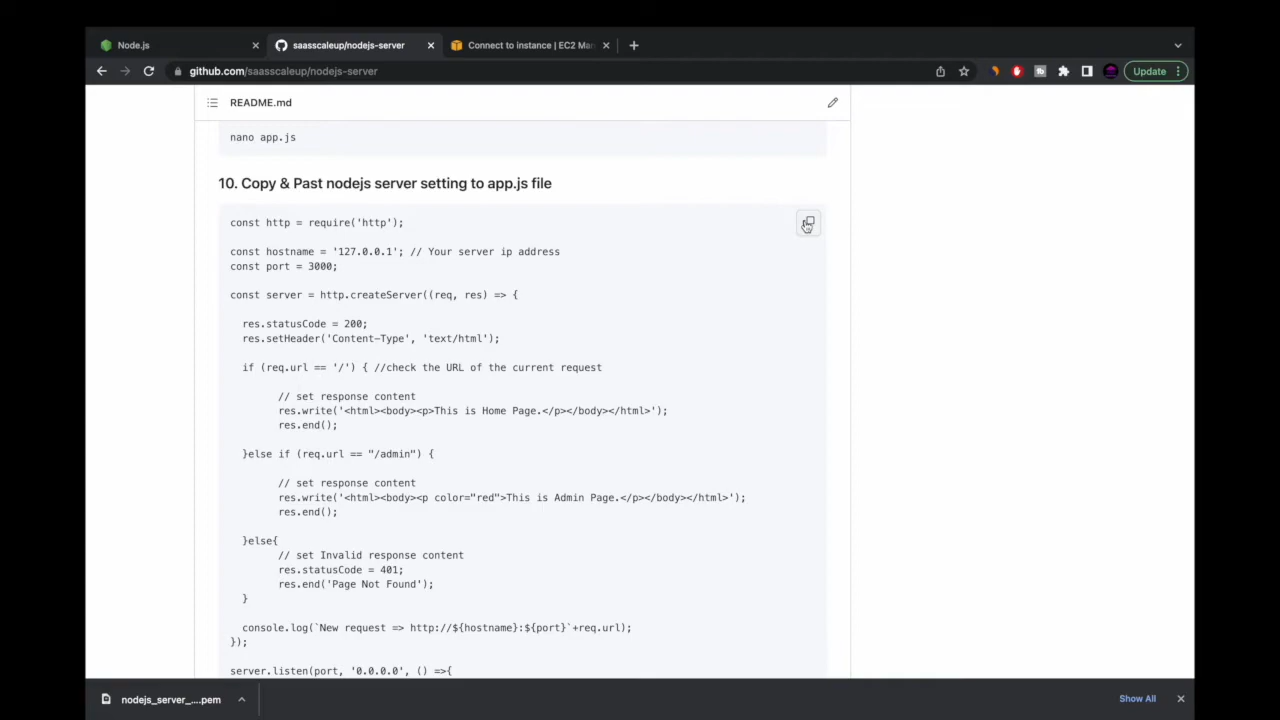 Node.js
saasscaleup/nodejs-server
Connect to instance | EC2 Man
github.com/saasscaleup/nodejs-server
Update
README.md
nano app.js
10. Copy & Past nodejs server setting to app.js file
const http = require('http');
const hostname = '127.0.0.1'; // Your server ip address
const port = 3000;
const server = http.createServer((req, res) => {
res.statusCode = 200;
res.setHeader('Content-Type', 'text/html');
if (req.url == '/') { //check the URL of the current request
// set response content
res.write('<html><body><p>This is Home Page.</p></body></html>');
res.end();
}else if (req.url == "/admin") {
// set response content
res.write('<html><body><p color="red">This is Admin Page.</p></body></html>');
res.end();
}else{
// set Invalid response content
res.statusCode = 401;
res.end('Page Not Found');
}
console.log(`New request => http://${hostname}:${port}`+req.url);
});
server.listen(port, '0.0.0.0', () =>{
nodejs_server_....pem
Show All